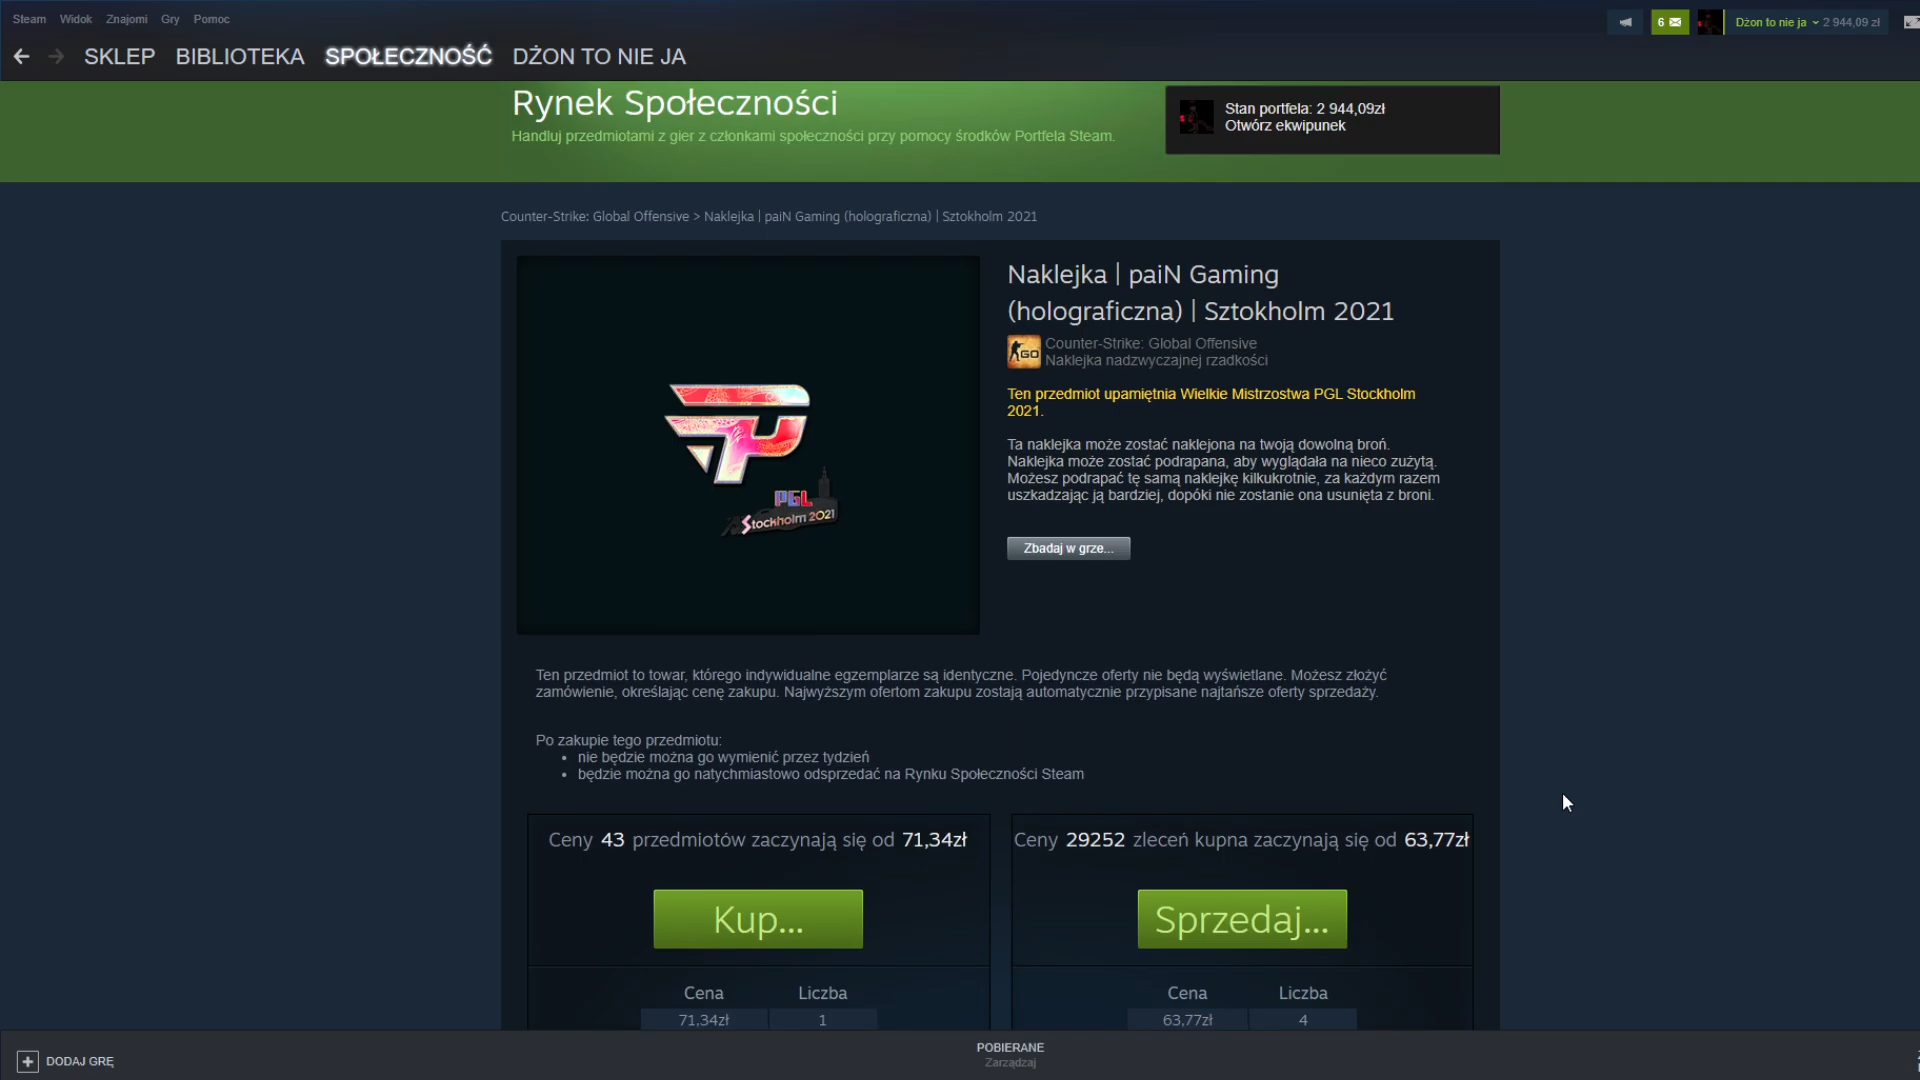 Steam Widok Znajomi Gry Pomoc
6 Dżon to nie ja 2 944,09 zł
SKLEP BIBLIOTEKA SPOŁECZNOŚĆ DŻON TO NIE JA
Rynek Społeczności
Handluj przedmiotami z gier z członkami społeczności przy pomocy środków Portfela Steam.
Stan portfela: 2 944,09zł
Otwórz ekwipunek
Counter-Strike: Global Offensive > Naklejka | paiN Gaming (holograficzna) | Sztokholm 2021
PGL
Stockholm 2021
Naklejka | paiN Gaming
(holograficzna) | Sztokholm 2021
GO
Counter-Strike: Global Offensive
Naklejka nadzwyczajnej rzadkości
Ten przedmiot upamiętnia Wielkie Mistrzostwa PGL Stockholm
2021.
Ta naklejka może zostać naklejona na twoją dowolną broń.
Naklejka może zostać podrapana, aby wyglądała na nieco zużytą.
Możesz podrapać tę samą naklejkę kilkukrotnie, za każdym razem
uszkadzając ją bardziej, dopóki nie zostanie ona usunięta z broni.
Zbadaj w grze...
Ten przedmiot to towar, którego indywidualne egzemplarze są identyczne. Pojedyncze oferty nie będą wyświetlane. Możesz złożyć
zamówienie, określając cenę zakupu. Najwyższym ofertom zakupu zostają automatycznie przypisane najtańsze oferty sprzedaży.
Po zakupie tego przedmiotu:
• nie będzie można go wymienić przez tydzień
• będzie można go natychmiastowo odsprzedać na Rynku Społeczności Steam
Ceny 43 przedmiotów zaczynają się od 71,34zł
Kup...
Cena Liczba
71,34zł 1
Ceny 29252 zleceń kupna zaczynają się od 63,77zł
Sprzedaj...
Cena Liczba
63,77zł 4
DODAJ GRĘ
POBIERANE
Zarządzaj